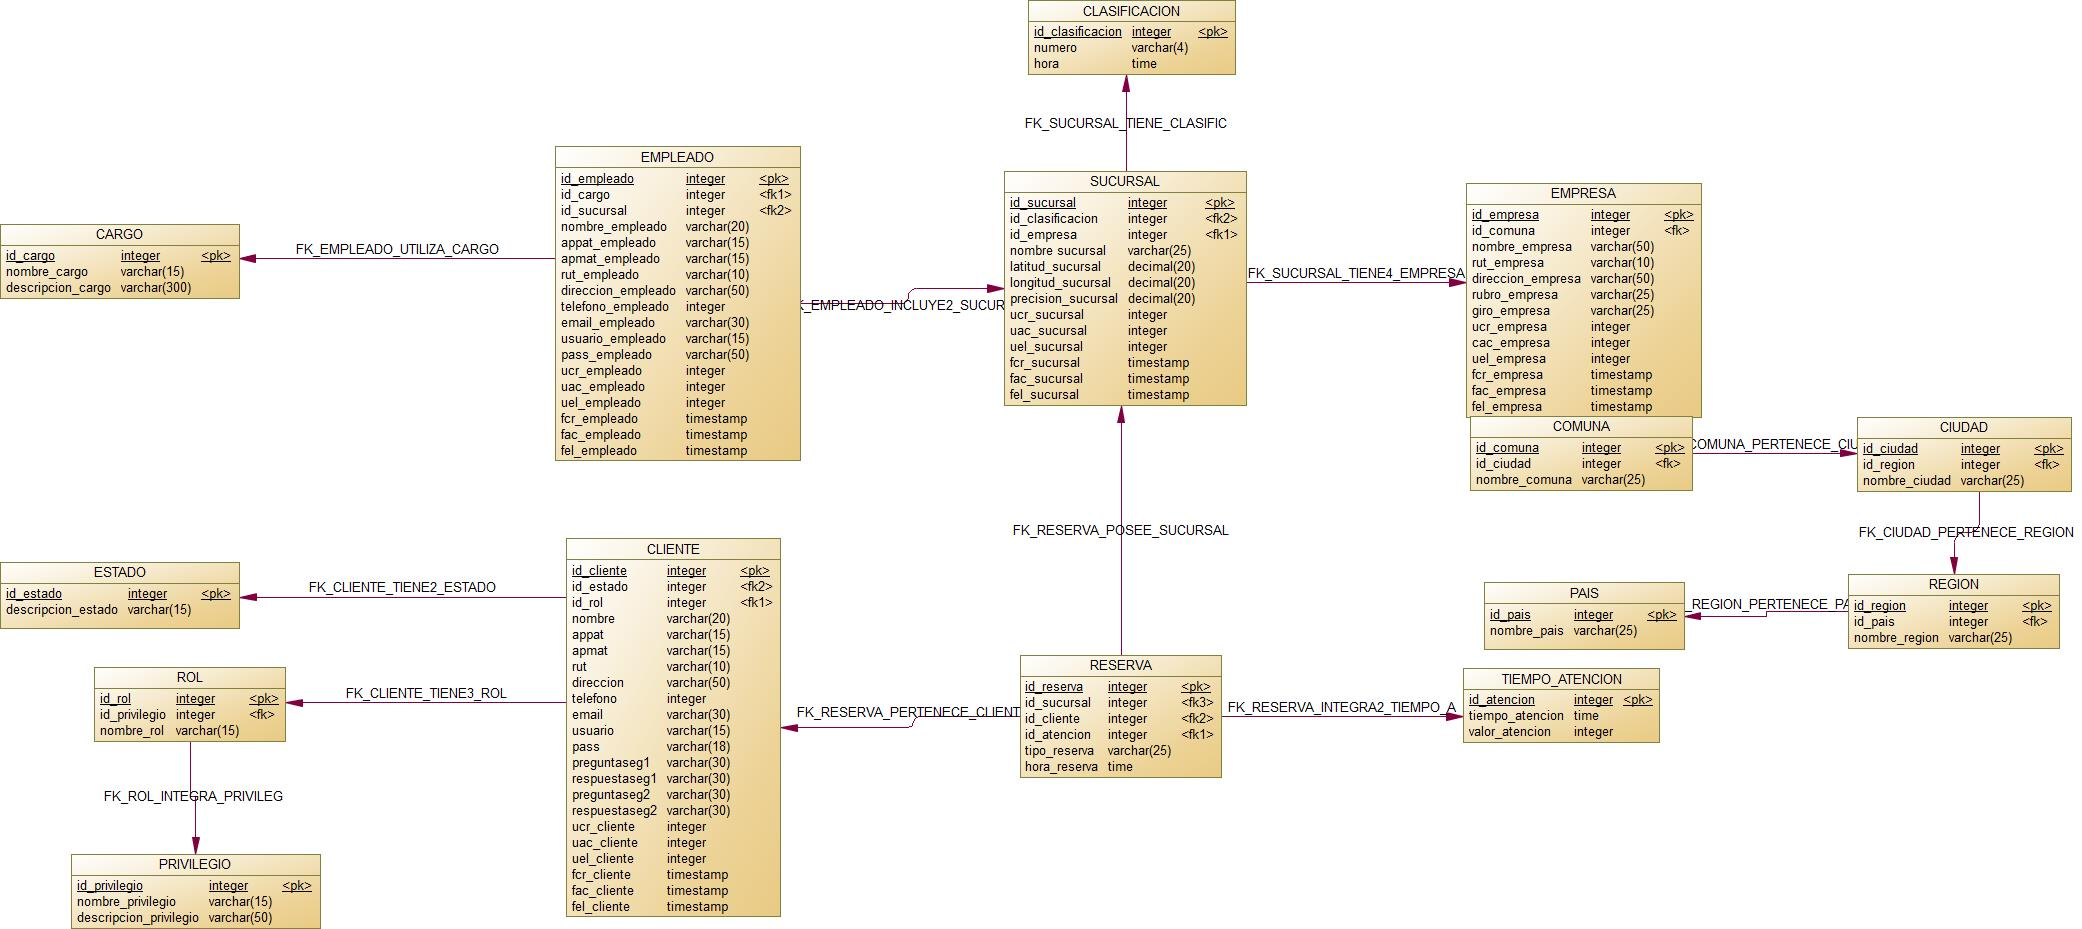 CLASIFICACION
id_clasificacion integer <pk>
numero varchar(4)
hora time
FK_SUCURSAL_TIENE_CLASIFIC
EMPLEADO
id_empleado integer <pk>
id_cargo integer <fk1>
id_sucursal integer <fk2>
nombre_empleado varchar(20)
appat_empleado varchar(15)
apmat_empleado varchar(15)
rut_empleado varchar(10)
direccion_empleado varchar(50)
telefono_empleado integer
email_empleado varchar(30)
usuario_empleado varchar(15)
pass_empleado varchar(50)
ucr_empleado integer
uac_empleado integer
uel_empleado integer
fcr_empleado timestamp
fac_empleado timestamp
fel_empleado timestamp
SUCURSAL
id_sucursal integer <pk>
id_clasificacion integer <fk2>
id_empresa integer <fk1>
nombre sucursal varchar(25)
latitud_sucursal decimal(20)
longitud_sucursal decimal(20)
precision_sucursal decimal(20)
ucr_sucursal integer
uac_sucursal integer
uel_sucursal integer
fcr_sucursal timestamp
fac_sucursal timestamp
fel_sucursal timestamp
EMPRESA
id_empresa integer <pk>
id_comuna integer <fk>
nombre_empresa varchar(50)
rut_empresa varchar(10)
direccion_empresa varchar(50)
rubro_empresa varchar(25)
giro_empresa varchar(25)
ucr_empresa integer
cac_empresa integer
uel_empresa integer
fcr_empresa timestamp
fac_empresa timestamp
fel_empresa timestamp
CARGO
id_cargo integer <pk>
nombre_cargo varchar(15)
descripcion_cargo varchar(300)
FK_EMPLEADO_UTILIZA_CARGO
_EMPLEADO_INCLUYE2_SUCUR
FK_SUCURSAL_TIENE4_EMPRESA
COMUNA
id_comuna integer <pk>
id_ciudad integer <fk>
nombre_comuna varchar(25)
COMUNA_PERTENECE_CIU
CIUDAD
id_ciudad integer <pk>
id_region integer <fk>
nombre_ciudad varchar(25)
FK_RESERVA_POSEE_SUCURSAL
FK_CIUDAD_PERTENECE_REGION
ESTADO
id_estado integer <pk>
descripcion_estado varchar(15)
FK_CLIENTE_TIENE2_ESTADO
CLIENTE
id_cliente integer <pk>
id_estado integer <fk2>
id_rol integer <fk1>
nombre varchar(20)
appat varchar(15)
apmat varchar(15)
rut varchar(10)
direccion varchar(50)
telefono integer
email varchar(30)
usuario varchar(15)
pass varchar(18)
preguntaseg1 varchar(30)
respuestaseg1 varchar(30)
preguntaseg2 varchar(30)
respuestaseg2 varchar(30)
ucr_cliente integer
uac_cliente integer
uel_cliente integer
fcr_cliente timestamp
fac_cliente timestamp
fel_cliente timestamp
PAIS
id_pais integer <pk>
nombre_pais varchar(25)
_REGION_PERTENECE_PA
REGION
id_region integer <pk>
id_pais integer <fk>
nombre_region varchar(25)
ROL
id_rol integer <pk>
id_privilegio integer <fk>
nombre_rol varchar(15)
FK_CLIENTE_TIENE3_ROL
FK_RESERVA_PERTENECE_CLIENT
RESERVA
id_reserva integer <pk>
id_sucursal integer <fk3>
id_cliente integer <fk2>
id_atencion integer <fk1>
tipo_reserva varchar(25)
hora_reserva time
FK_RESERVA_INTEGRA2_TIEMPO_A
TIEMPO_ATENCION
id_atencion integer <pk>
tiempo_atencion time
valor_atencion integer
FK_ROL_INTEGRA_PRIVILEG
PRIVILEGIO
id_privilegio integer <pk>
nombre_privilegio varchar(15)
descripcion_privilegio varchar(50)